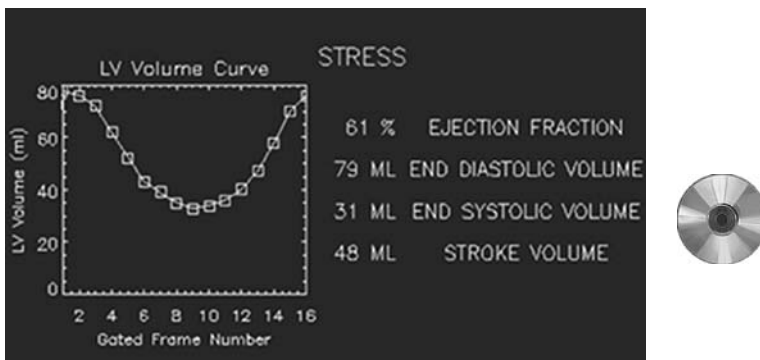 STRESS
LV Volume Curve
80
60
40
20
0
LV Volume (ml)
2 4 6 8 10 12 14 16
Gated Frame Number
61 % EJECTION FRACTION
79 ML END DIASTOLIC VOLUME
31 ML END SYSTOLIC VOLUME
48 ML STROKE VOLUME